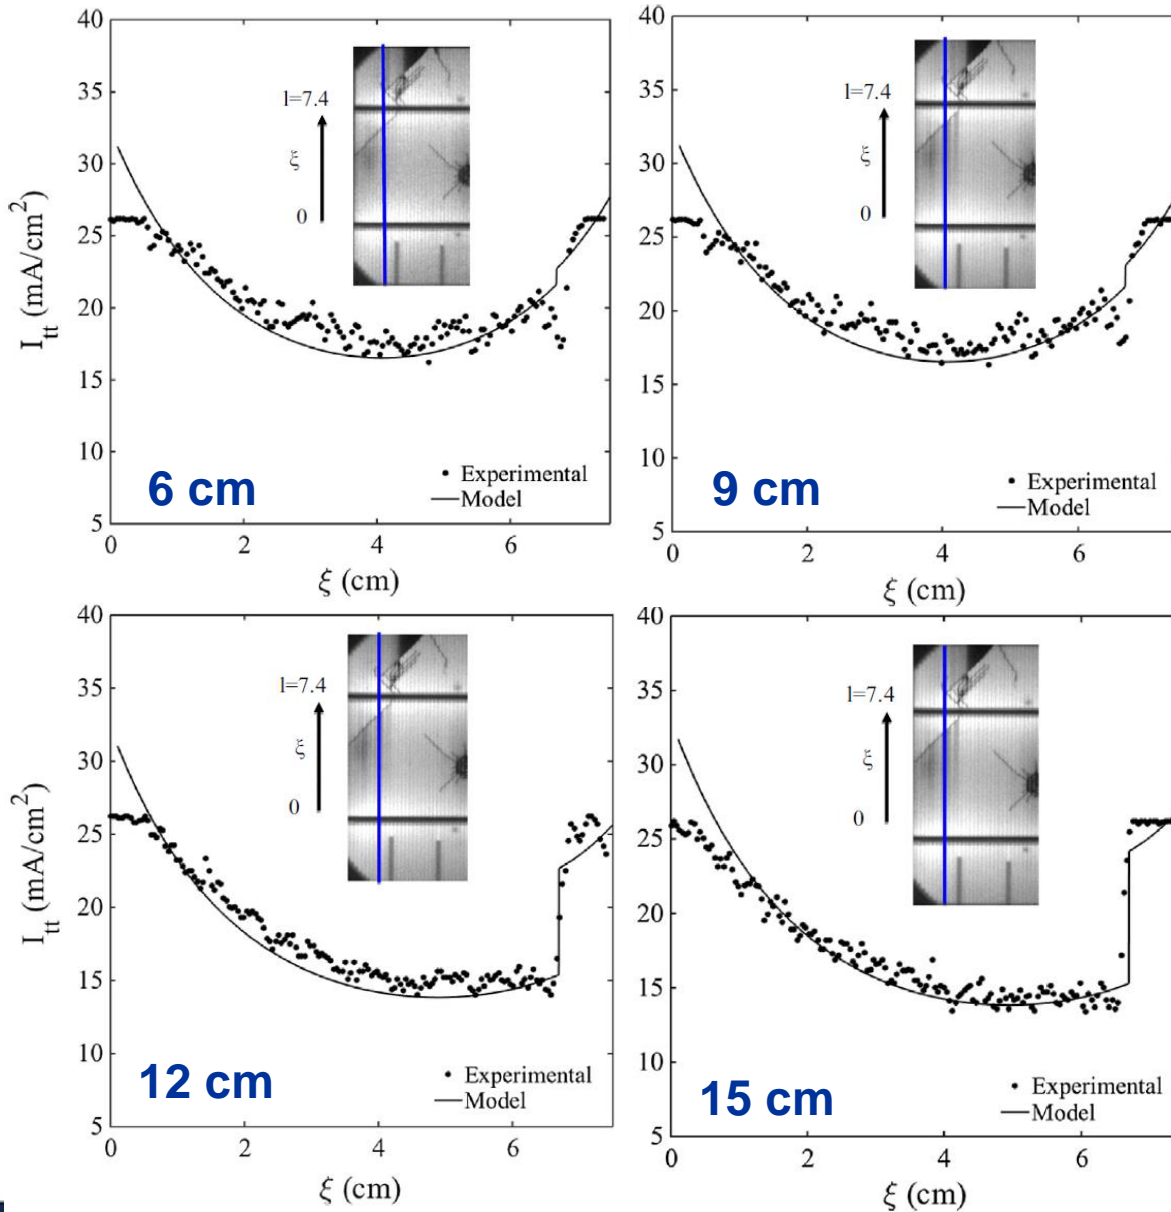 40
35
30
25
20
15
10
5
0
2
4
6
I_tt (mA/cm²)
ξ (cm)
l=7.4
ξ
0
6 cm
• Experimental
— Model
40
35
30
25
20
15
10
5
0
2
4
6
ξ (cm)
l=7.4
ξ
0
9 cm
• Experimental
— Model
40
35
30
25
20
15
10
5
0
2
4
6
I_tt (mA/cm²)
ξ (cm)
l=7.4
ξ
0
12 cm
• Experimental
— Model
40
35
30
25
20
15
10
5
0
2
4
6
ξ (cm)
l=7.4
ξ
0
15 cm
• Experimental
— Model